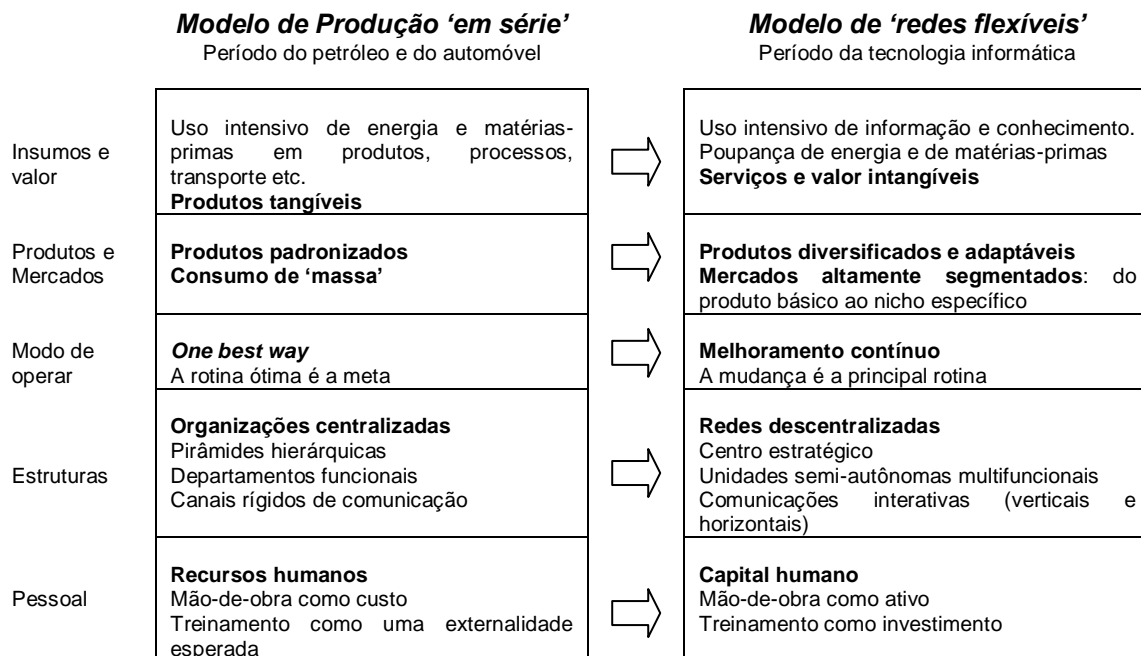 Modelo de Produção ‘em série’
Período do petróleo e do automóvel
Modelo de ‘redes flexíveis’
Período da tecnologia informática
Insumos e
valor
Uso intensivo de energia e matérias-
primas em produtos, processos,
transporte etc.
Produtos tangíveis
Uso intensivo de informação e conhecimento.
Poupança de energia e de matérias-primas
Serviços e valor intangíveis
Produtos e
Mercados
Produtos padronizados
Consumo de ‘massa’
Produtos diversificados e adaptáveis
Mercados altamente segmentados: do
produto básico ao nicho específico
Modo de
operar
One best way
A rotina ótima é a meta
Melhoramento contínuo
A mudança é a principal rotina
Estruturas
Organizações centralizadas
Pirâmides hierárquicas
Departamentos funcionais
Canais rígidos de comunicação
Redes descentralizadas
Centro estratégico
Unidades semi-autônomas multifuncionais
Comunicações interativas (verticais e
horizontais)
Pessoal
Recursos humanos
Mão-de-obra como custo
Treinamento como uma externalidade
esperada
Capital humano
Mão-de-obra como ativo
Treinamento como investimento